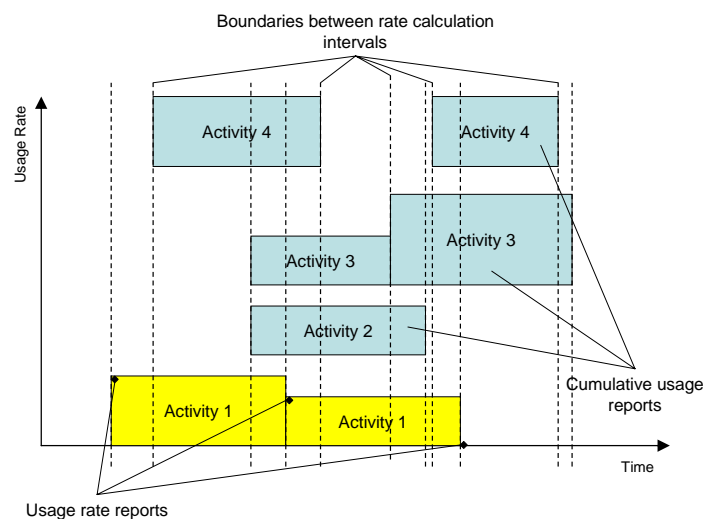 Boundaries between rate calculation
intervals
Usage Rate
Activity 4
Activity 4
Activity 3
Activity 3
Activity 2
Cumulative usage
reports
Activity 1
Activity 1
Time
Usage rate reports